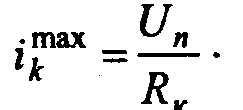 i_k^max = U_n / R_k .